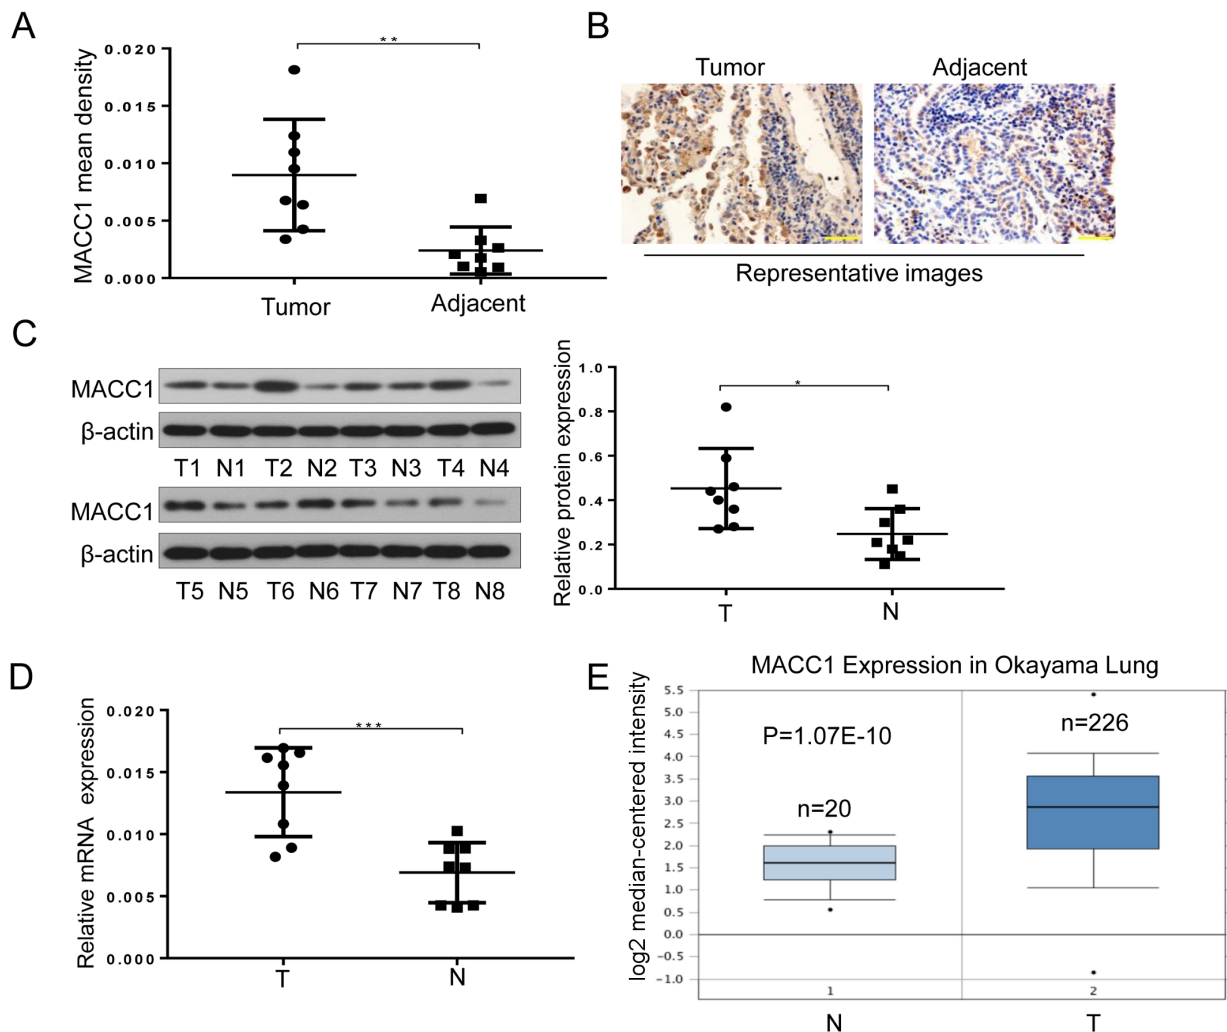 A
MACC1 mean density
0.020
0.015
0.010
0.005
0.000
**
Tumor Adjacent
B
Tumor Adjacent
Representative images
C
MACC1
β-actin
T1 N1 T2 N2 T3 N3 T4 N4
MACC1
β-actin
T5 N5 T6 N6 T7 N7 T8 N8
Relative protein expression
1.0
0.8
0.6
0.4
0.2
0.0
*
T N
D
Relative mRNA expression
0.020
0.015
0.010
0.005
0.000
***
T N
E
MACC1 Expression in Okayama Lung
log2 median-centered intensity
5.5
5.0
4.5
4.0
3.5
3.0
2.5
2.0
1.5
1.0
0.5
0.0
-0.5
-1.0
P=1.07E-10
n=20
n=226
1 2
N T